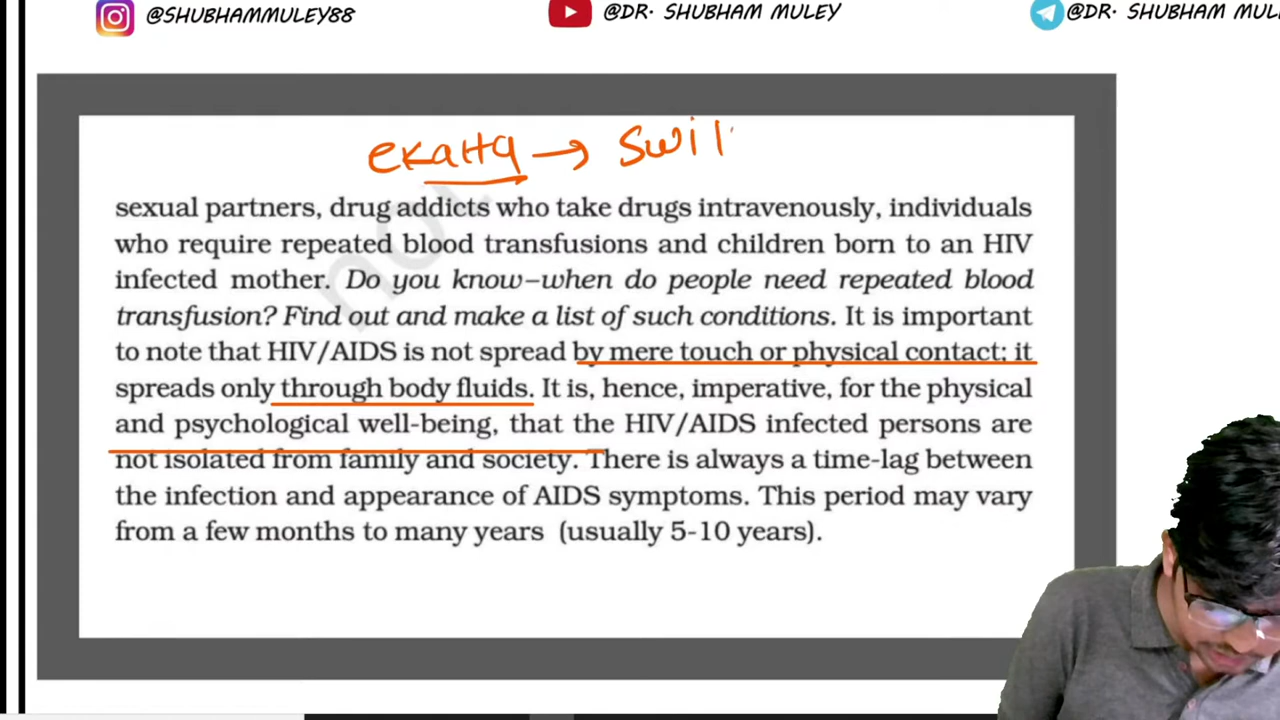 @SHUBHAMMULEY88 @DR. SHUBHAM MULEY @DR. SHUBHAM MUL
→ Swil
sexual partners, drug addicts who take drugs intravenously, individuals
who require repeated blood transfusions and children born to an HIV
infected mother. Do you know–when do people need repeated blood
transfusion? Find out and make a list of such conditions. It is important
to note that HIV/AIDS is not spread by mere touch or physical contact; it
spreads only through body fluids. It is, hence, imperative, for the physical
and psychological well-being, that the HIV/AIDS infected persons are
not isolated from family and society. There is always a time-lag between
the infection and appearance of AIDS symptoms. This period may vary
from a few months to many years (usually 5-10 years).